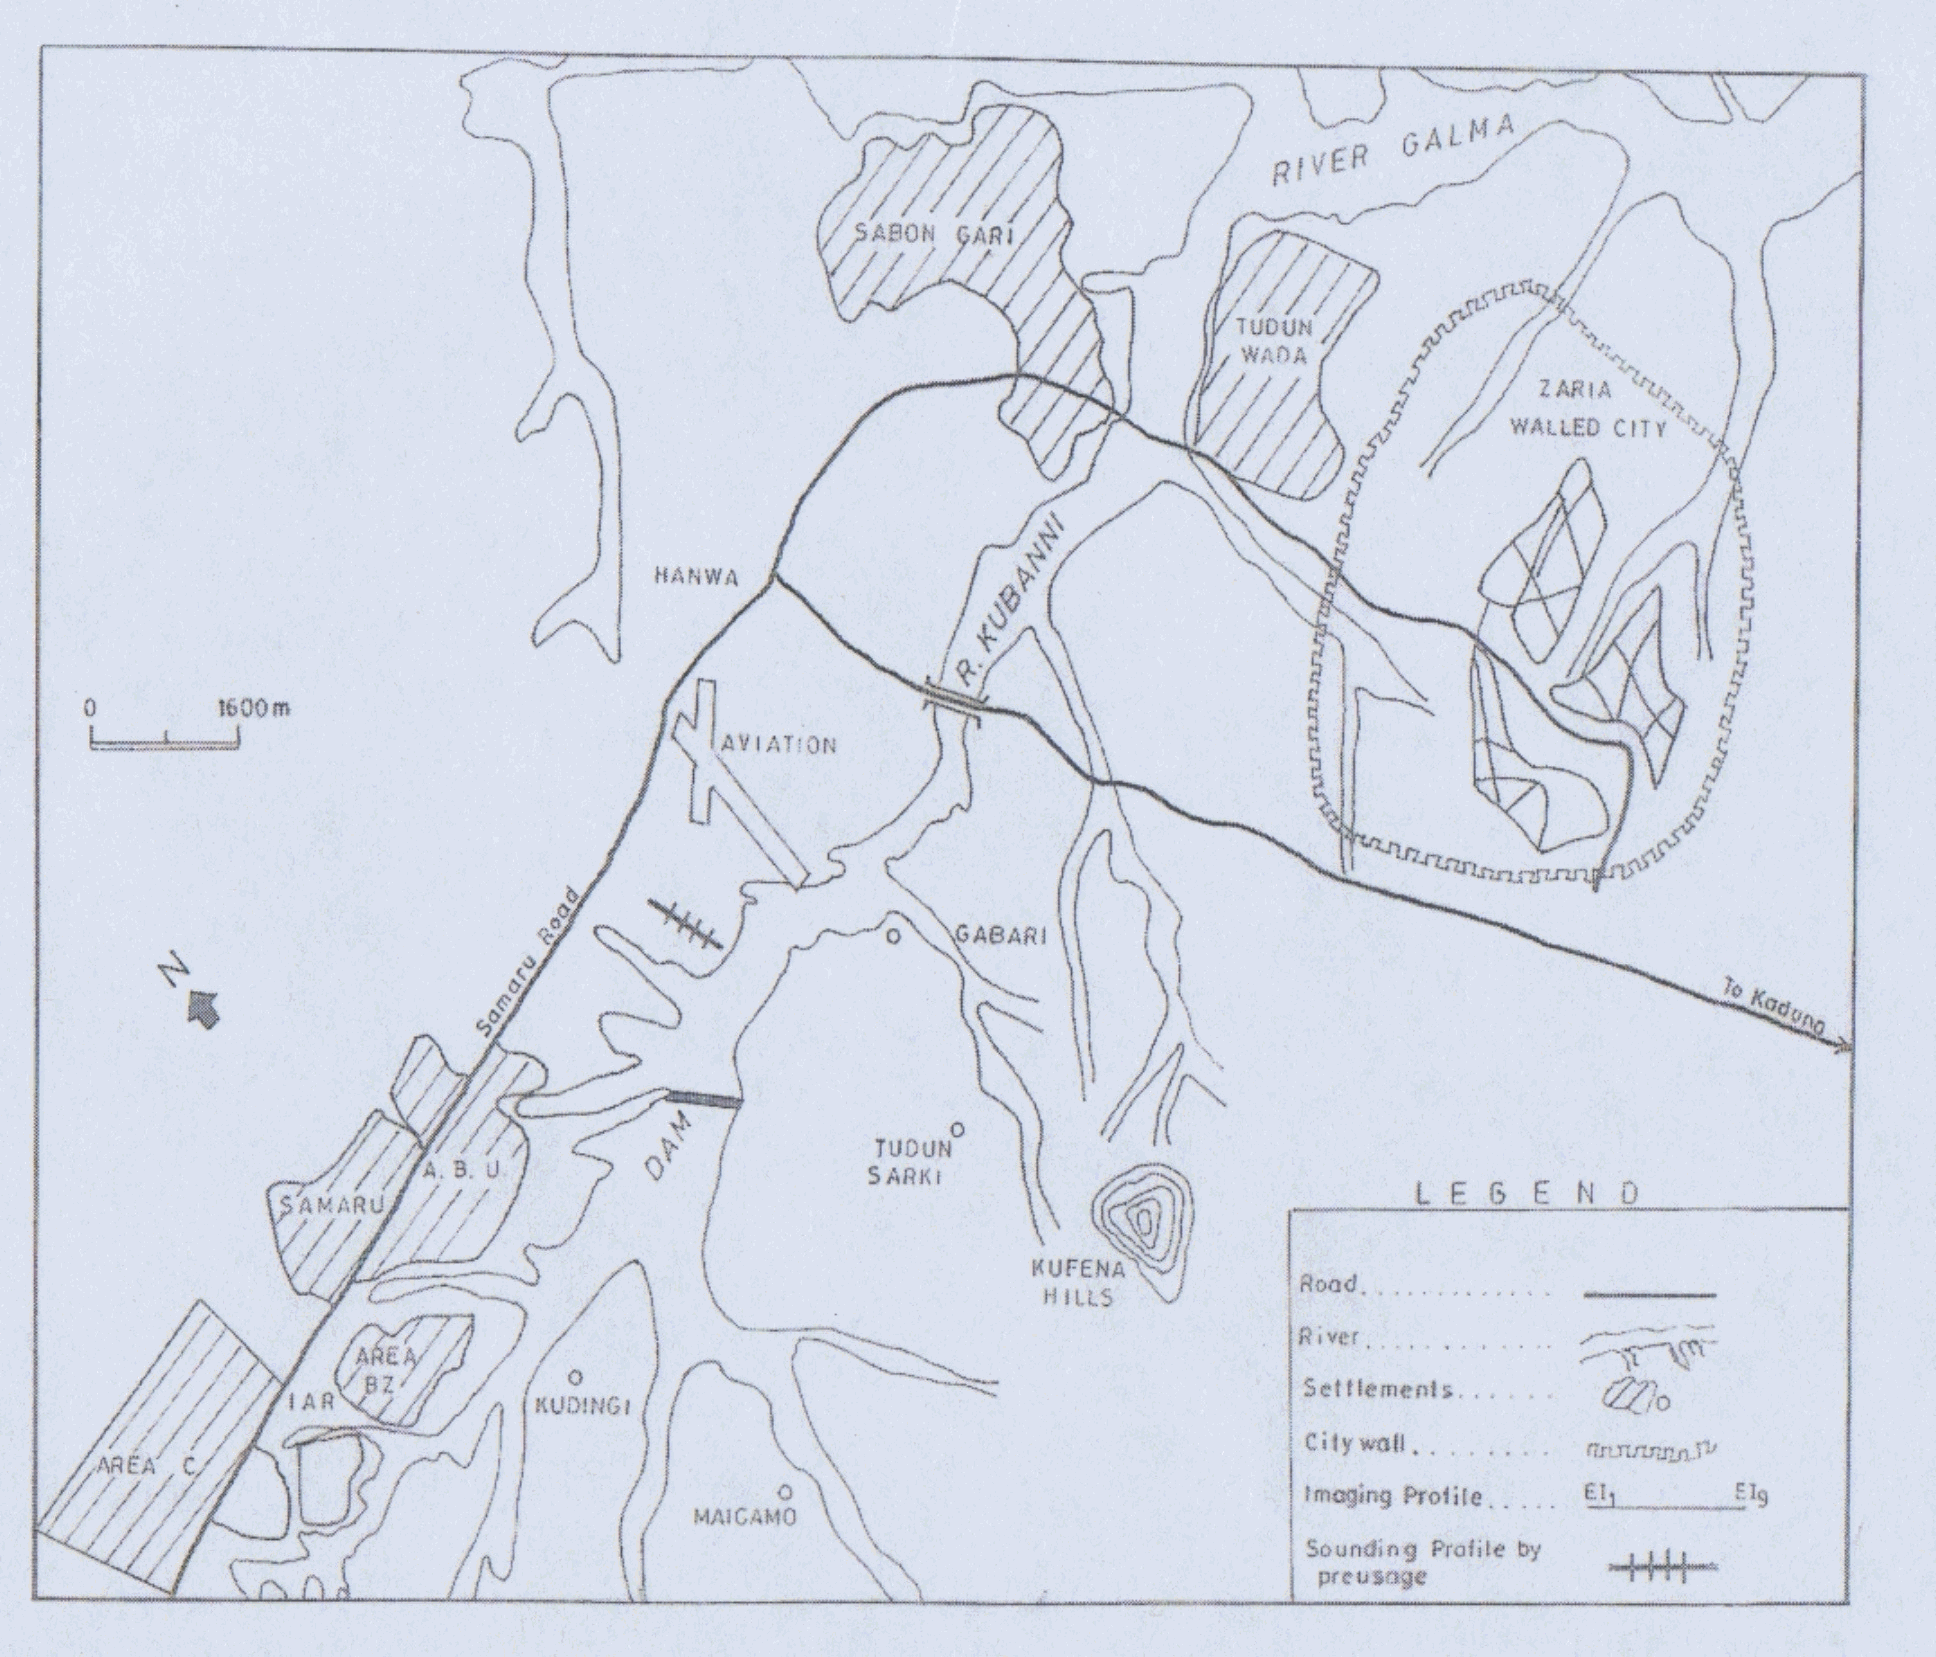 RIVER GALMA
SABON GARI
TUDUN
WADA
ZARIA
WALLED CITY
HANWA
R. KUBANNI
0 1600m
AVIATION
Samaru Road
GABARI
N
To Kaduna
DAM
TUDUN
SARKI
A. B. U.
SAMARU
KUFENA
HILLS
AREA
BZ
IAR
KUDINGI
AREA C
MAIGAMO
LEGEND
Road.............
River............
Settlements......
City wall........
Imaging Profile..... EI1 EI9
Sounding Profile by
preusage